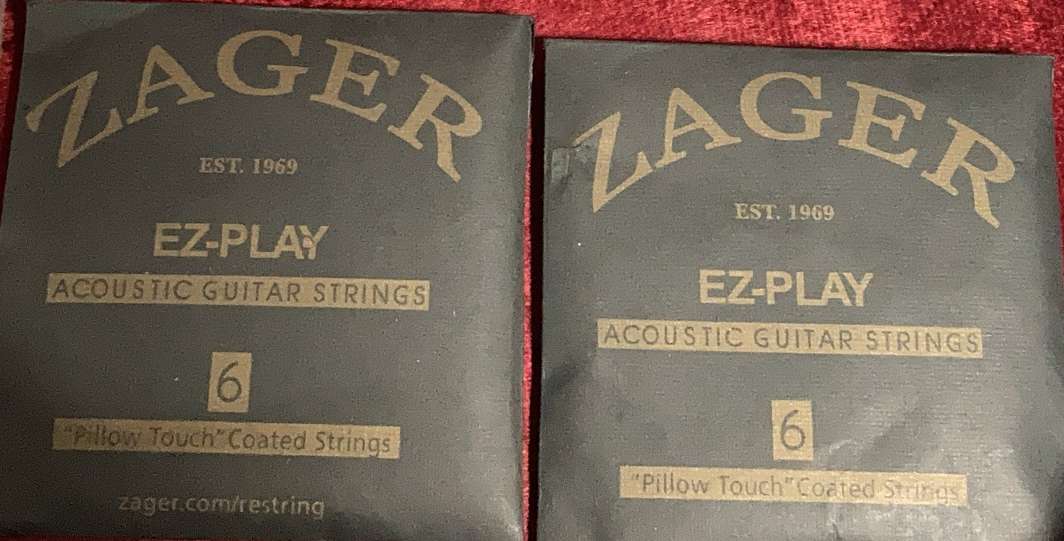 ZAGER
EST. 1969
EZ-PLAY
ACOUSTIC GUITAR STRINGS
6
"Pillow Touch" Coated Strings
zager.com/restring
ZAGER
EST. 1969
EZ-PLAY
ACOUSTIC GUITAR STRINGS
6
"Pillow Touch" Coated Strings